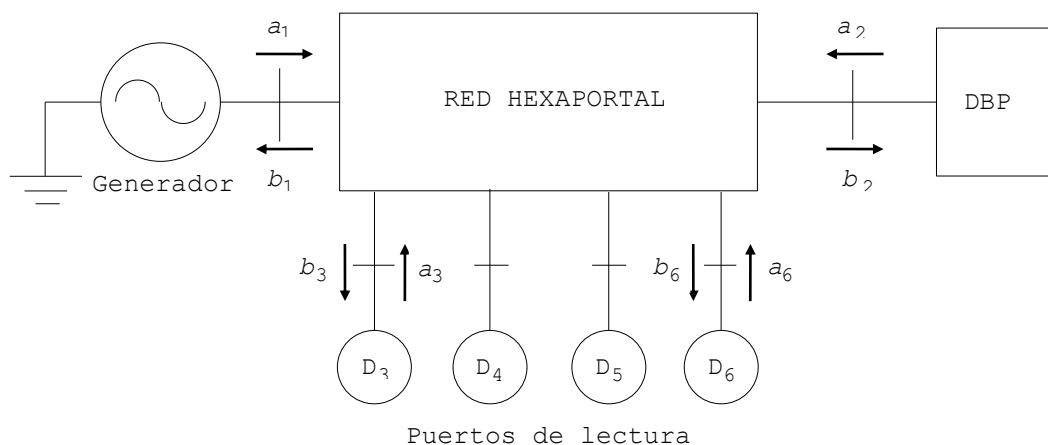 a₁
a₂
RED HEXAPORTAL
DBP
Generador
b₁
b₂
b₃
a₃
b₆
a₆
D₃
D₄
D₅
D₆
Puertos de lectura